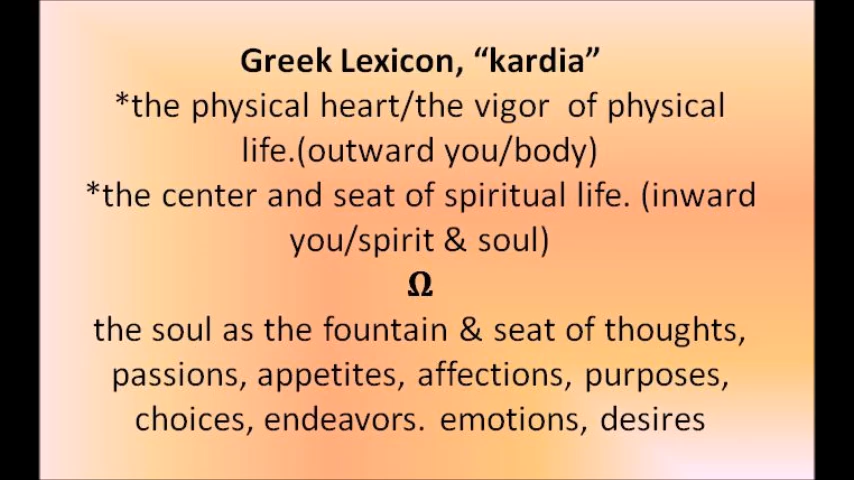 Greek Lexicon, “kardia”
*the physical heart/the vigor  of physical
life.(outward you/body)
*the center and seat of spiritual life. (inward
you/spirit & soul)
Ω
the soul as the fountain & seat of thoughts,
passions, appetites, affections, purposes,
choices, endeavors. emotions, desires